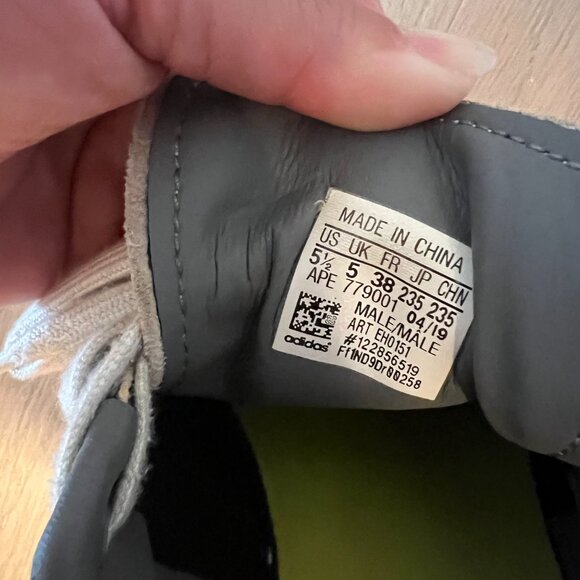 MADE IN CHINA
US UK FR JP CHN
5½ 5 38 235 235
APE 779001 04/19
MALE/MALE
ART EH0151
#122856519
adidas